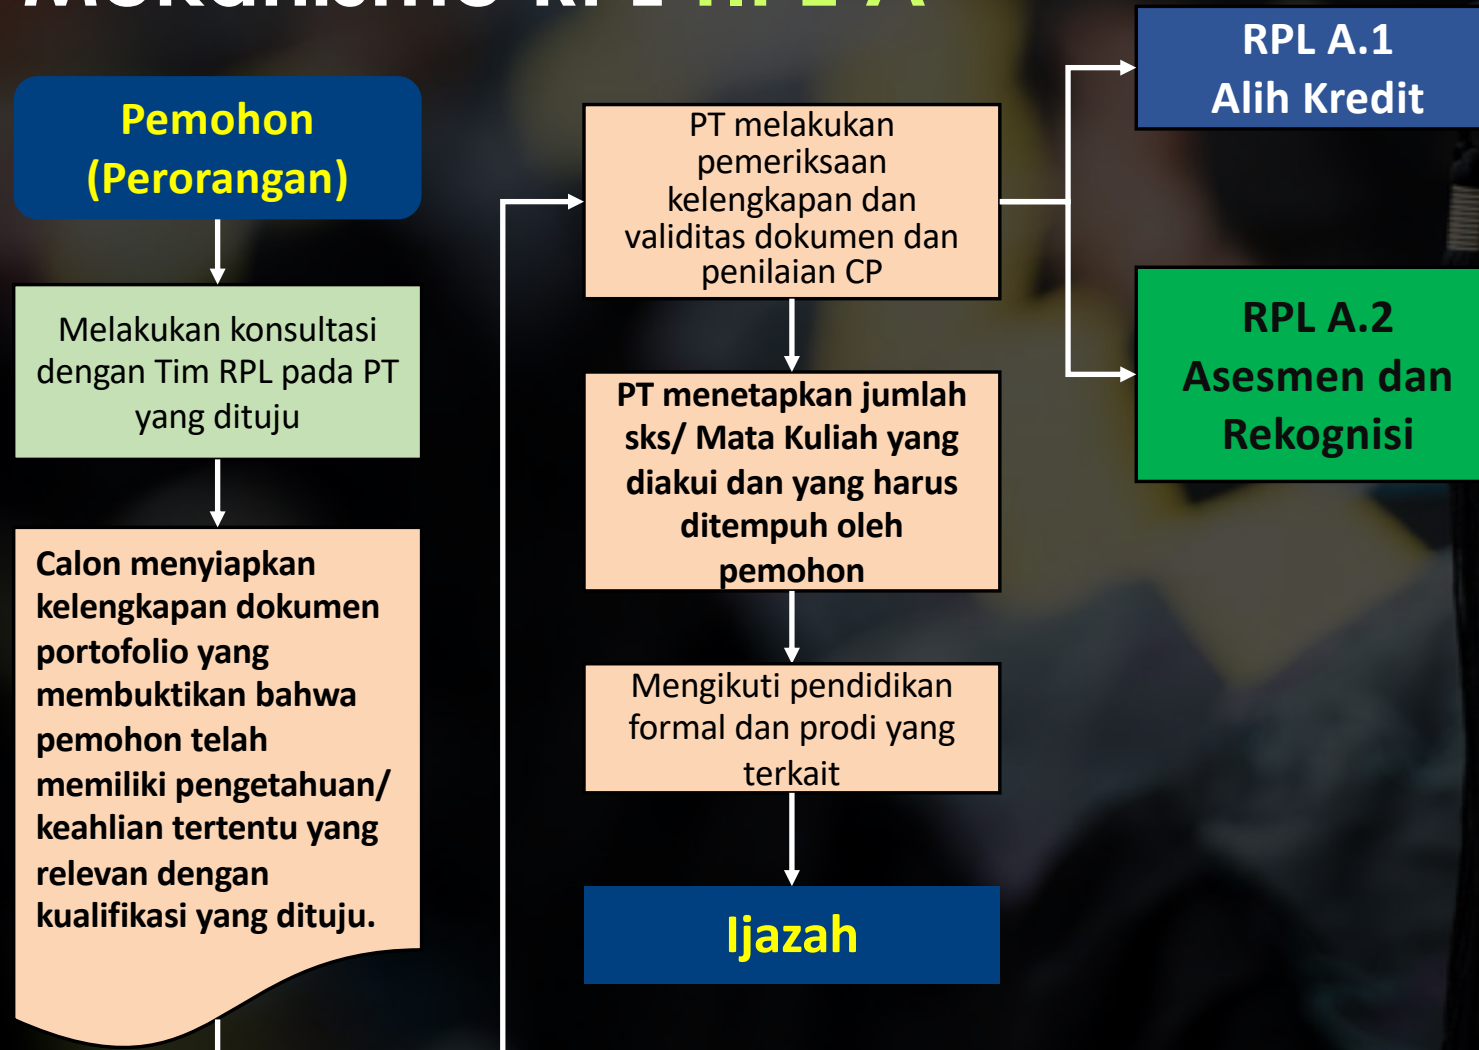 Mekanisme RPL RPL A
Pemohon
(Perorangan)
Melakukan konsultasi
dengan Tim RPL pada PT
yang dituju
Calon menyiapkan
kelengkapan dokumen
portofolio yang
membuktikan bahwa
pemohon telah
memiliki pengetahuan/
keahlian tertentu yang
relevan dengan
kualifikasi yang dituju.
PT melakukan
pemeriksaan
kelengkapan dan
validitas dokumen dan
penilaian CP
PT menetapkan jumlah
sks/ Mata Kuliah yang
diakui dan yang harus
ditempuh oleh
pemohon
Mengikuti pendidikan
formal dan prodi yang
terkait
Ijazah
RPL A.1
Alih Kredit
RPL A.2
Asesmen dan
Rekognisi